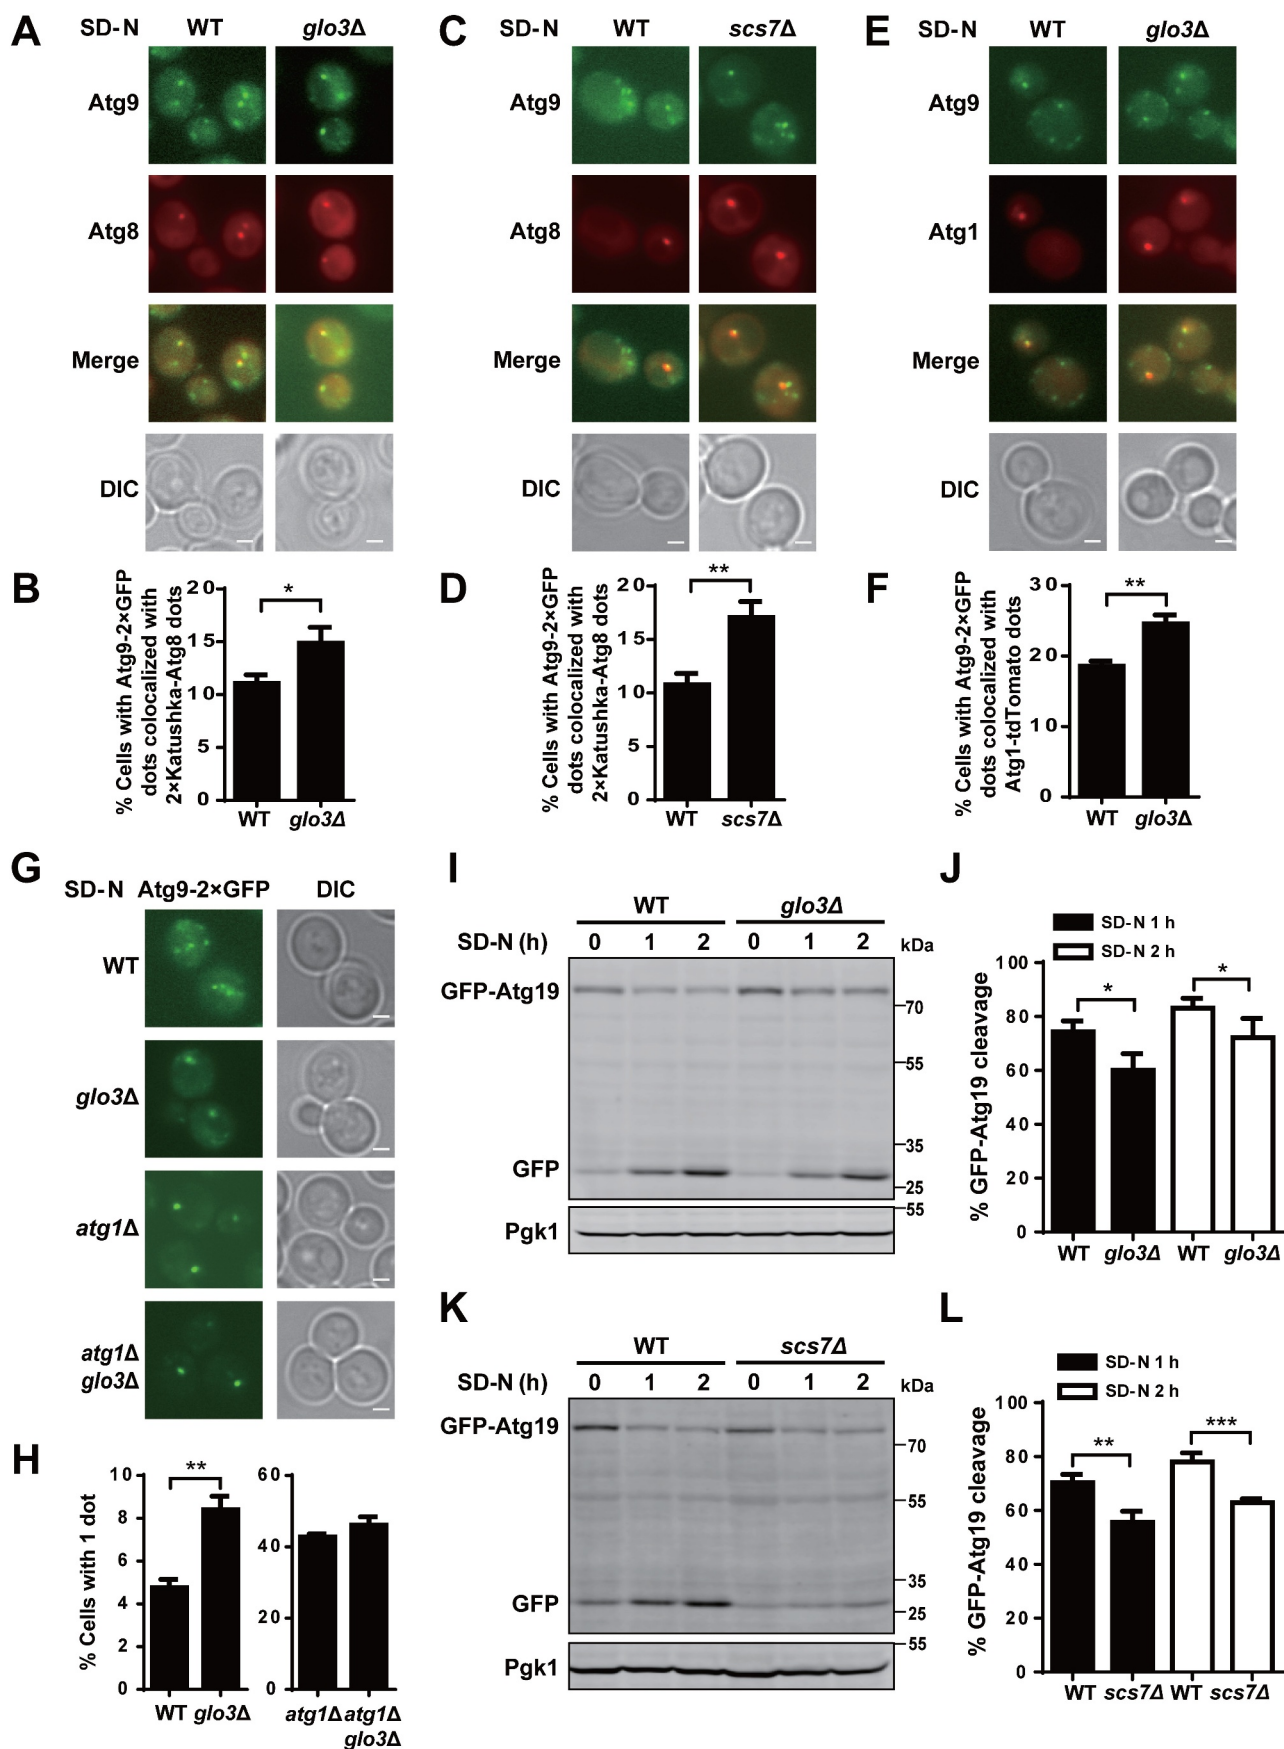 A
SD-N WT glo3Δ
Atg9
Atg8
Merge
DIC
B
% Cells with Atg9-2×GFP
dots colocalized with
2×Katushka-Atg8 dots
20
15
10
5
0
*
WT glo3Δ
C
SD-N WT scs7Δ
Atg9
Atg8
Merge
DIC
D
% Cells with Atg9-2×GFP
dots colocalized with
2×Katushka-Atg8 dots
20
15
10
5
0
**
WT scs7Δ
E
SD-N WT glo3Δ
Atg9
Atg1
Merge
DIC
F
% Cells with Atg9-2×GFP
dots colocalized with
Atg1-tdTomato dots
30
20
10
0
**
WT glo3Δ
G
SD-N Atg9-2×GFP DIC
WT
glo3Δ
atg1Δ
atg1Δ
glo3Δ
H
% Cells with 1 dot
10
8
6
4
2
0
**
WT glo3Δ
60
40
20
0
atg1Δ atg1Δ
glo3Δ
I
WT glo3Δ
SD-N (h) 0 1 2 0 1 2 kDa
GFP-Atg19
70
55
35
GFP
25
55
Pgk1
J
SD-N 1 h
SD-N 2 h
% GFP-Atg19 cleavage
100
80
60
40
20
0
* *
WT glo3Δ WT glo3Δ
K
WT scs7Δ
SD-N (h) 0 1 2 0 1 2 kDa
GFP-Atg19
70
55
35
GFP
25
55
Pgk1
L
SD-N 1 h
SD-N 2 h
% GFP-Atg19 cleavage
100
80
60
40
20
0
** ***
WT scs7Δ WT scs7Δ